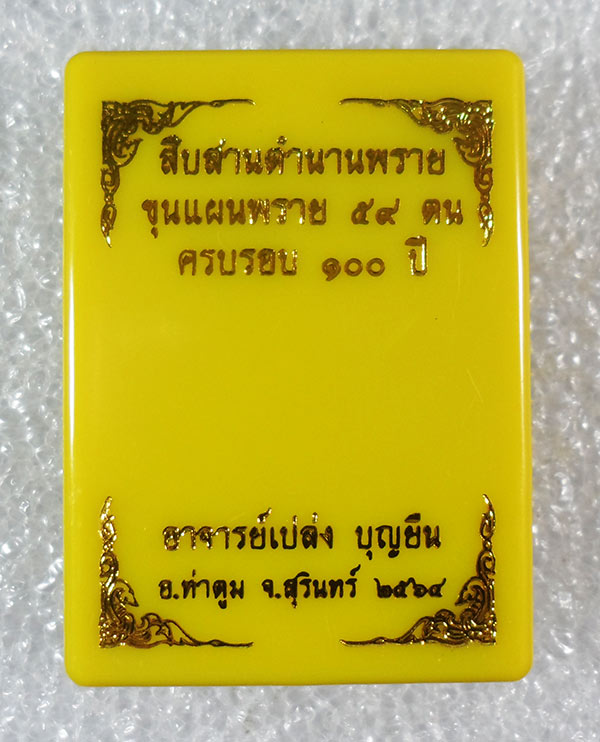 สืบสานตำนานพราย
ขุนแผนพราย ๕๙ ตน
ครบรอบ ๑๐๐ ปี
อาจารย์เปล่ง บุญยืน
อ.ท่าตูม จ.สุรินทร์ ๒๕๖๔